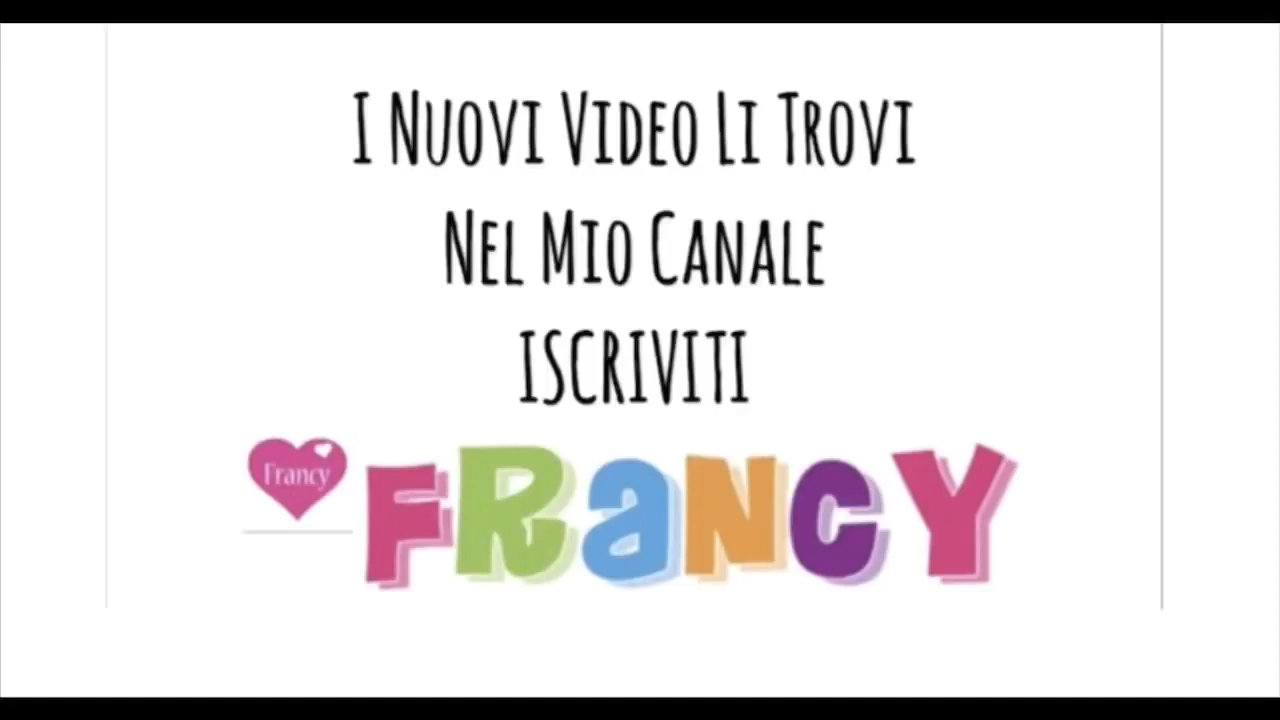 I NUOVI VIDEO LI TROVI
NEL MIO CANALE
ISCRIVITI
Francy
FRaNCY